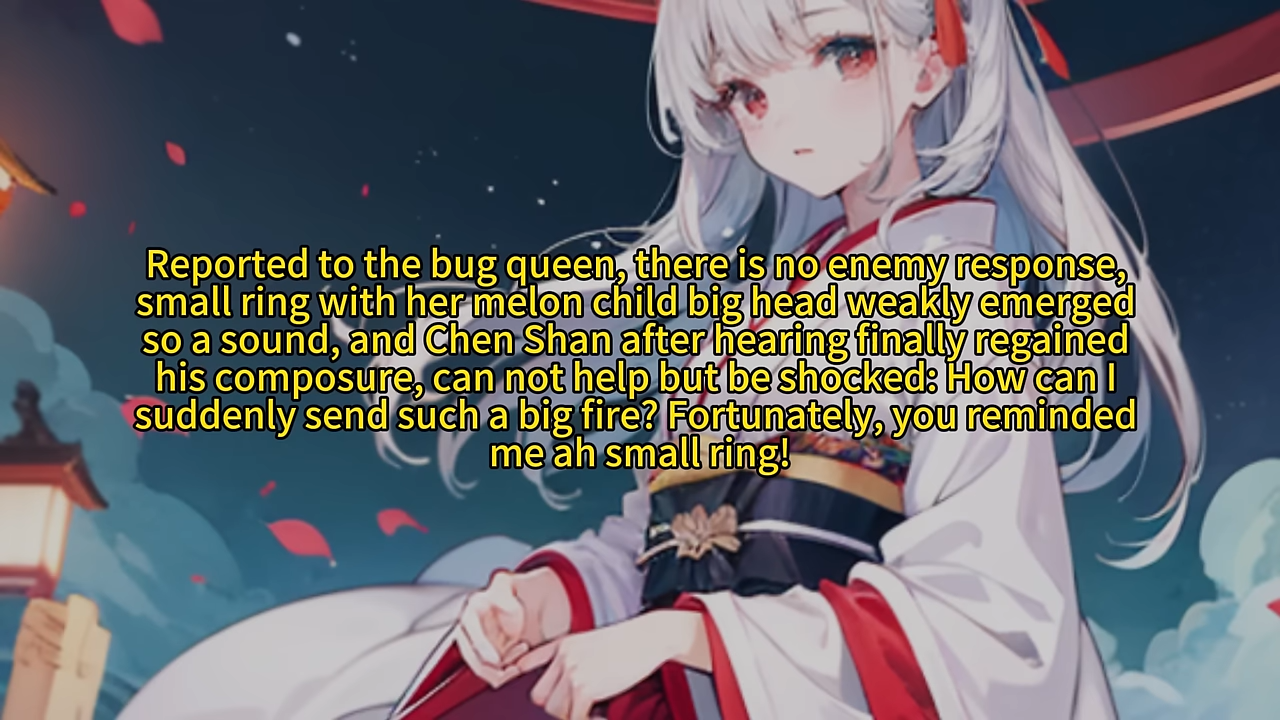 Reported to the bug queen, there is no enemy response,
small ring with her melon child big head weakly emerged
so a sound, and Chen Shan after hearing finally regained
his composure, can not help but be shocked: How can I
suddenly send such a big fire? Fortunately, you reminded
me ah small ring!